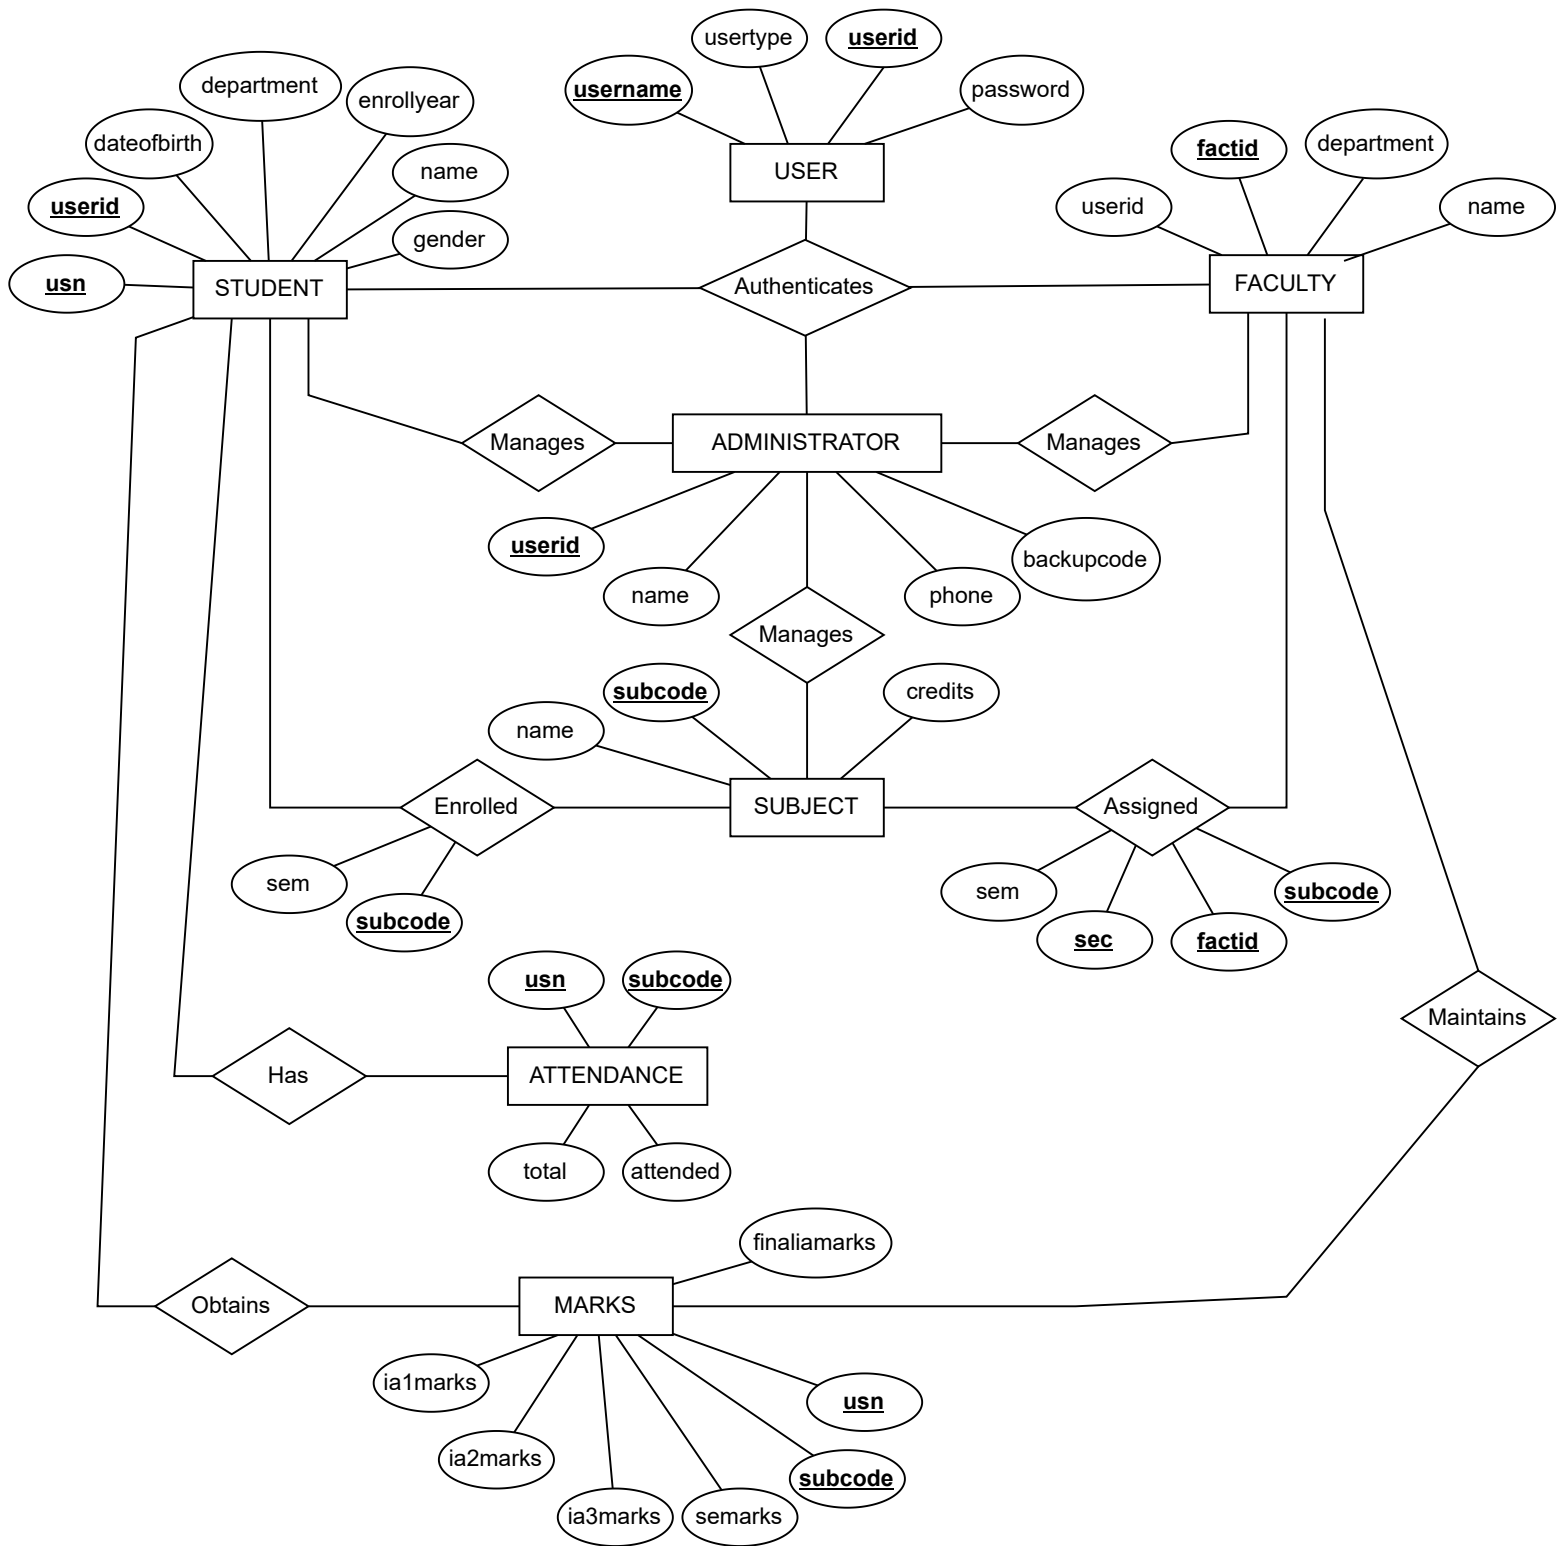 usertype
userid
username
password
department
enrollyear
dateofbirth
name
userid
gender
usn
USER
factid
department
userid
name
STUDENT
Authenticates
FACULTY
Manages
ADMINISTRATOR
Manages
userid
name
phone
backupcode
Manages
subcode
credits
name
Enrolled
SUBJECT
Assigned
sem
subcode
sem
sec
factid
subcode
usn
subcode
Maintains
Has
ATTENDANCE
total
attended
finaliamarks
Obtains
MARKS
ia1marks
usn
ia2marks
subcode
ia3marks
semarks